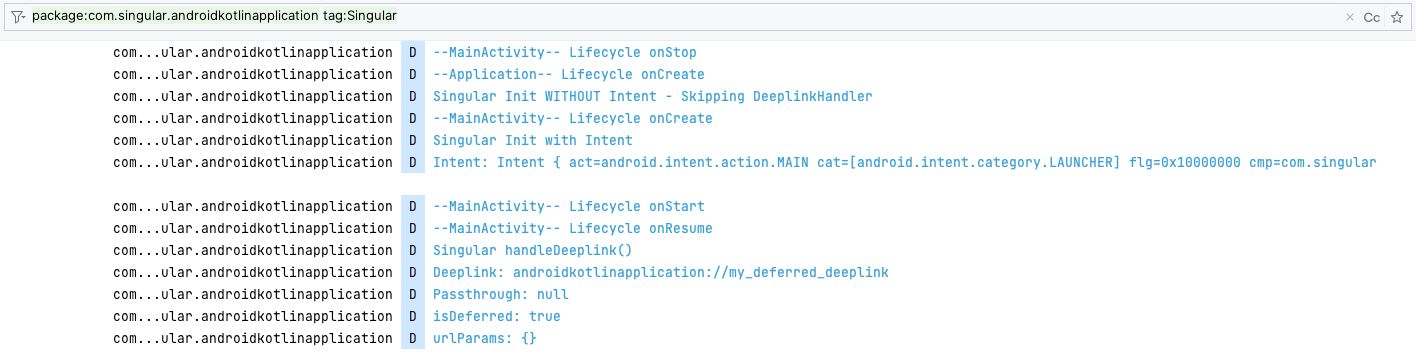 package:com.singular.androidkotlinapplication tag:Singular × Cc
com...ular.androidkotlinapplication D --MainActivity-- Lifecycle onStop
com...ular.androidkotlinapplication D --Application-- Lifecycle onCreate
com...ular.androidkotlinapplication D Singular Init WITHOUT Intent - Skipping DeeplinkHandler
com...ular.androidkotlinapplication D --MainActivity-- Lifecycle onCreate
com...ular.androidkotlinapplication D Singular Init with Intent
com...ular.androidkotlinapplication D Intent: Intent { act=android.intent.action.MAIN cat=[android.intent.category.LAUNCHER] flg=0x10000000 cmp=com.singular
com...ular.androidkotlinapplication D --MainActivity-- Lifecycle onStart
com...ular.androidkotlinapplication D --MainActivity-- Lifecycle onResume
com...ular.androidkotlinapplication D Singular handleDeeplink()
com...ular.androidkotlinapplication D Deeplink: androidkotlinapplication://my_deferred_deeplink
com...ular.androidkotlinapplication D Passthrough: null
com...ular.androidkotlinapplication D isDeferred: true
com...ular.androidkotlinapplication D urlParams: {}